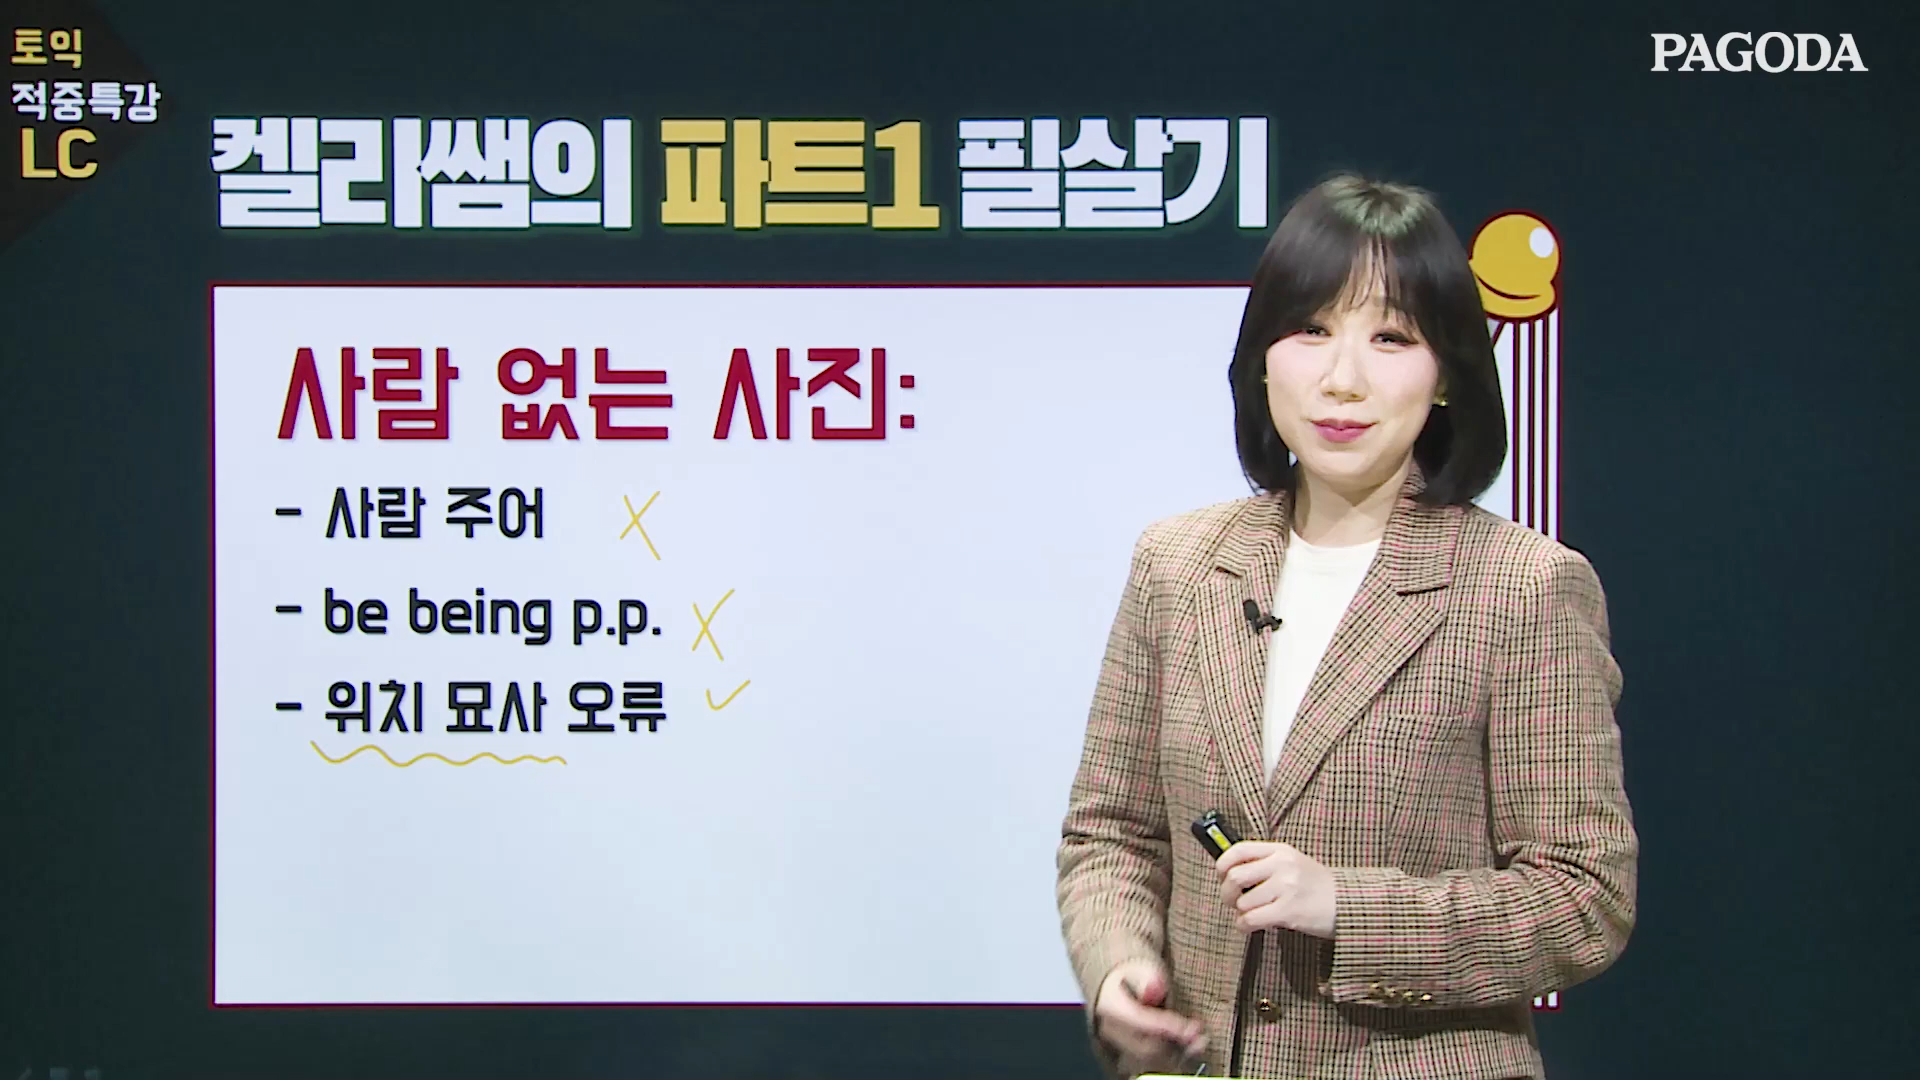 토익
적중특강
LC
PAGODA
켈리쌤의 파트1 필살기
사람 없는 사진:
- 사람 주어 X
- be being p.p. X
- 위치 묘사 오류 ✓